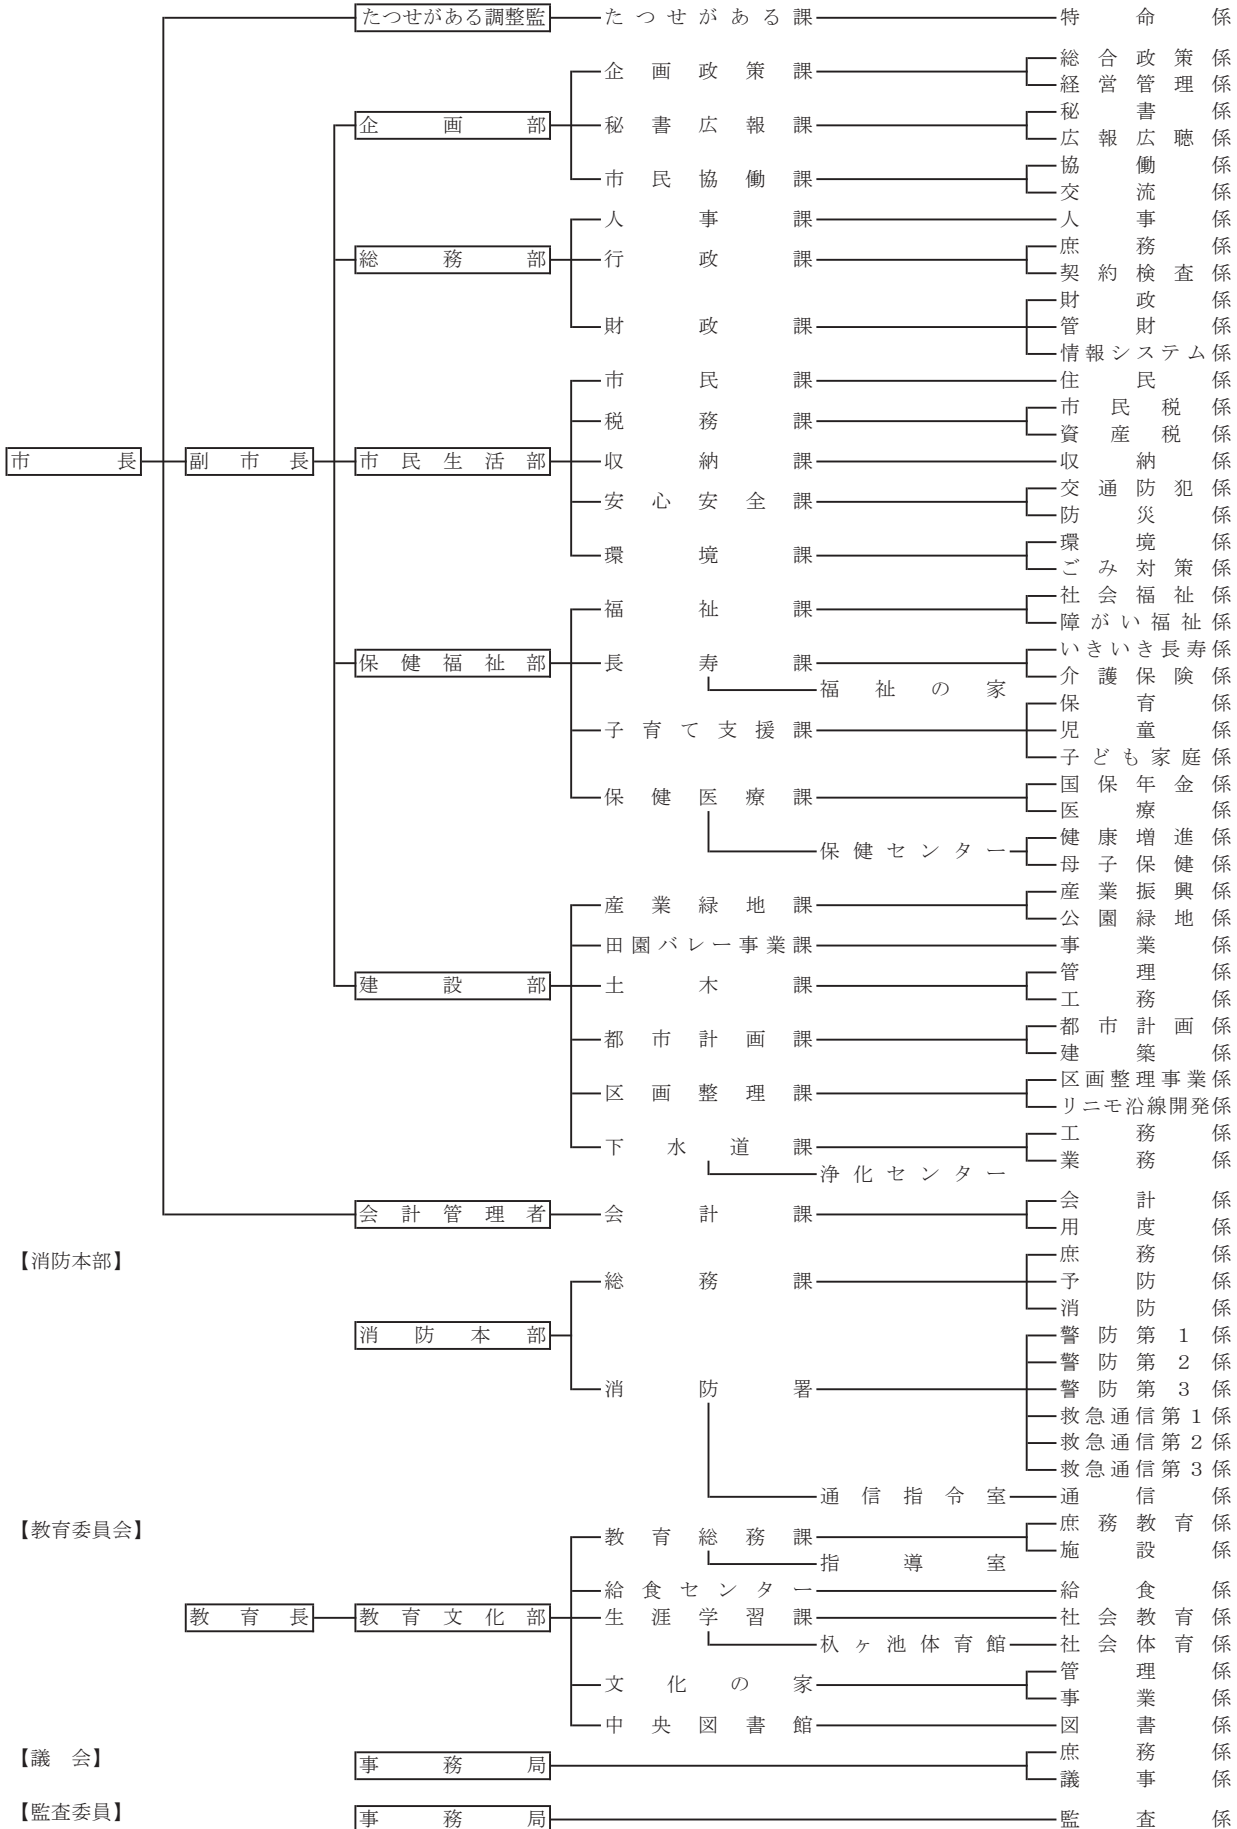 たつせがある調整監 たつせがある課 特命係
総合政策係
企画政策課
経営管理係
秘書係
企画部 秘書広報課
広報広聴係
協働係
市民協働課
交流係
人事課 人事係
庶務係
総務部 行政課
契約検査係
財政係
財政課 管財係
情報システム係
市民課 住民係
市民税係
税務課
資産税係
市長 副市長 市民生活部 収納課 収納係
交通防犯係
安心安全課
防災係
環境係
環境課
ごみ対策係
社会福祉係
福祉課
障がい福祉係
いきいき長寿係
保健福祉部 長寿課
介護保険係
福祉の家
保育係
子育て支援課 児童係
子ども家庭係
国保年金係
保健医療課
医療係
健康増進係
保健センター
母子保健係
産業振興係
産業緑地課
公園緑地係
田園バレー事業課 事業係
管理係
建設部 土木課
工務係
都市計画係
都市計画課
建築係
区画整理事業係
区画整理課
リニモ沿線開発係
工務係
下水道課
業務係
浄化センター
会計係
会計管理者 会計課
用度係
【消防本部】
庶務係
総務課 予防係
消防係
消防本部
警防第1係
警防第2係
消防署 警防第3係
救急通信第1係
救急通信第2係
救急通信第3係
通信指令室 通信係
【教育委員会】
庶務教育係
教育総務課
施設係
指導室
給食センター 給食係
教育長 教育文化部 生涯学習課 社会教育係
杁ヶ池体育館 社会体育係
管理係
文化の家
事業係
中央図書館 図書係
【議　会】
庶務係
事務局
議事係
【監査委員】
事務局 監査係